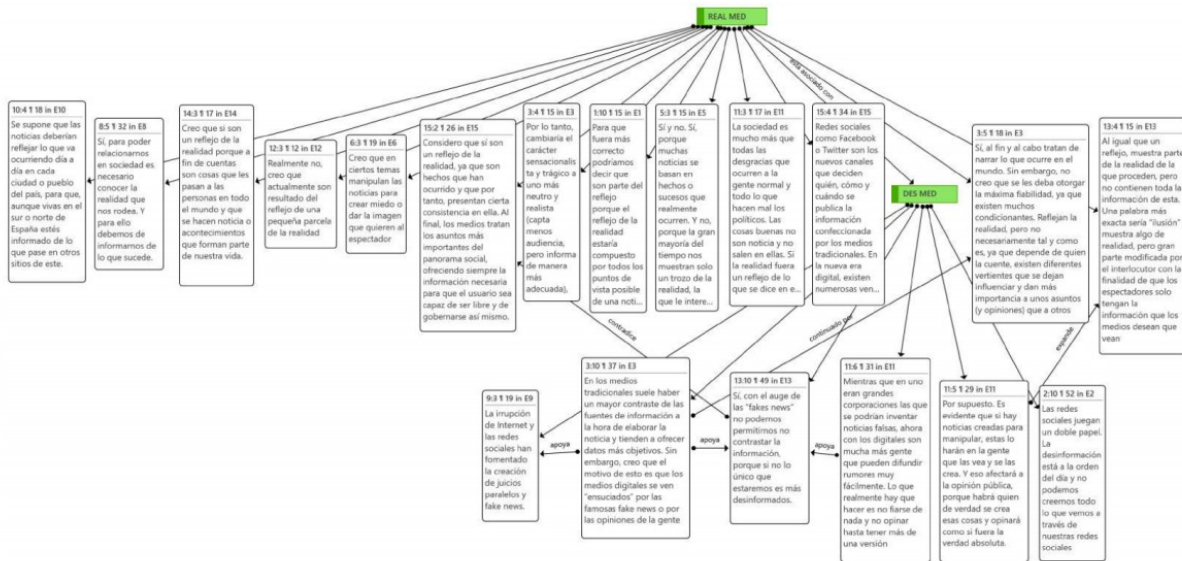 REAL MED
10:4 ¶ 18 in E10
Se supone que las
noticias deberían
reflejar lo que va
ocurriendo día a
día en cada
ciudad o pueblo
del país, para que,
aunque vivas en el
sur o norte de
España estés
informado de lo
que pase en otros
sitios de este.
8:5 ¶ 32 in E8
Sí, para poder
relacionarnos
en sociedad es
necesario
conocer la
realidad que
nos rodea. Y
para ello
debemos de
informarnos de
lo que sucede.
14:3 ¶ 17 in E14
Creo que si son
un reflejo de la
realidad porque a
fin de cuentas
son cosas que les
pasan a las
personas en todo
el mundo y que
se hacen noticia o
acontecimientos
que forman parte
de nuestra vida.
12:3 ¶ 12 in E12
Realmente no,
creo que
actualmente son
resultado del
reflejo de una
pequeña parcela
de la realidad
6:3 ¶ 19 in E6
Creo que en
ciertos temas
manipulan las
noticias para
crear miedo o
dar la imagen
que quieren al
espectador
15:2 ¶ 26 in E15
Considero que sí son
un reflejo de la
realidad, ya que son
hechos que han
ocurrido y que por
tanto, presentan cierta
consistencia en ella. Al
final, los medios tratan
los asuntos más
importantes del
panorama social,
ofreciendo siempre la
información necesaria
para que el usuario sea
capaz de ser libre y de
gobernarse así mismo.
3:4 ¶ 15 in E3
Por lo tanto,
cambiaría el
carácter
sensacionalis
ta y trágico a
uno más
neutro y
realista
(capta
menos
audiencia,
pero informa
de manera
más
adecuada),
1:10 ¶ 15 in E1
Para que
fuera más
correcto
podríamos
decir que
son parte del
reflejo
porque el
reflejo de la
realidad
estaría
compuesto
por todos los
puntos de
vista posible
de una noti...
5:3 ¶ 15 in E5
Sí y no. Sí,
porque
muchas
noticias se
basan en
hechos o
sucesos que
realmente
ocurren. Y no,
porque la gran
mayoría del
tiempo nos
muestran solo
un trozo de la
realidad, la
que le intere...
11:3 ¶ 17 in E11
La sociedad es
mucho más que
todas las
desgracias que
ocurren a la
gente normal y
todo lo que
hacen mal los
políticos. Las
cosas buenas no
son noticia y no
salen en ellas. Si
la realidad fuera
un reflejo de lo
que se dice en e...
está asociado con
15:4 ¶ 34 in E15
Redes sociales
como Facebook
o Twitter son los
nuevos canales
que deciden
quién, cómo y
cuándo se
publica la
información
confeccionada
por los medios
tradicionales. En
la nueva era
digital, existen
numerosas ven...
DES MED
3:5 ¶ 18 in E3
Sí, al fin y al cabo tratan de
narrar lo que ocurre en el
mundo. Sin embargo, no
creo que se les deba otorgar
la máxima fiabilidad, ya que
existen muchos
condicionantes. Reflejan la
realidad, pero no
necesariamente tal y como
es, ya que depende de quien
la cuente, existen diferentes
vertientes que se dejan
influenciar y dan más
importancia a unos asuntos
(y opiniones) que a otros
13:4 ¶ 15 in E13
Al igual que un
reflejo, muestra parte
de la realidad de la
que proceden, pero
no contienen toda la
información de esta.
Una palabra más
exacta sería "ilusión"
muestra algo de
realidad, pero gran
parte modificada por
el interlocutor con la
finalidad de que los
espectadores solo
tengan la
información que los
medios desean que
vean
contradice
continuado por
expande
9:3 ¶ 19 in E9
La irrupción
de Internet y
las redes
sociales han
fomentado la
creación de
juicios
paralelos y
fake news.
apoya
3:10 ¶ 37 in E3
En los medios
tradicionales suele haber
un mayor contraste de las
fuentes de información a
la hora de elaborar la
noticia y tienden a ofrecer
datos más objetivos. Sin
embargo, creo que el
motivo de esto es que los
medios digitales se ven
"ensuciados" por las
famosas fake news o por
las opiniones de la gente
apoya
13:10 ¶ 49 in E13
Sí, con el auge de
las "fakes news"
no podemos
permitirnos no
contrastar la
información,
porque si no lo
único que
estaremos es más
desinformados.
apoya
11:6 ¶ 31 in E11
Mientras que en uno
eran grandes
corporaciones las que
se podrían inventar
noticias falsas, ahora
con los digitales son
mucha más gente
que pueden difundir
rumores muy
fácilmente. Lo que
realmente hay que
hacer es no fiarse de
nada y no opinar
hasta tener más de
una versión
11:5 ¶ 29 in E11
Por supuesto. Es
evidente que si hay
noticias creadas para
manipular, estas lo
harán en la gente
que las vea y se las
crea. Y eso afectará a
la opinión pública,
porque habrá quien
de verdad se crea
esas cosas y opinará
como si fuera la
verdad absoluta.
2:10 ¶ 52 in E2
Las redes
sociales juegan
un doble papel.
La
desinformación
está a la orden
del día y no
podemos
creernos todo
lo que vemos a
través de
nuestras redes
sociales